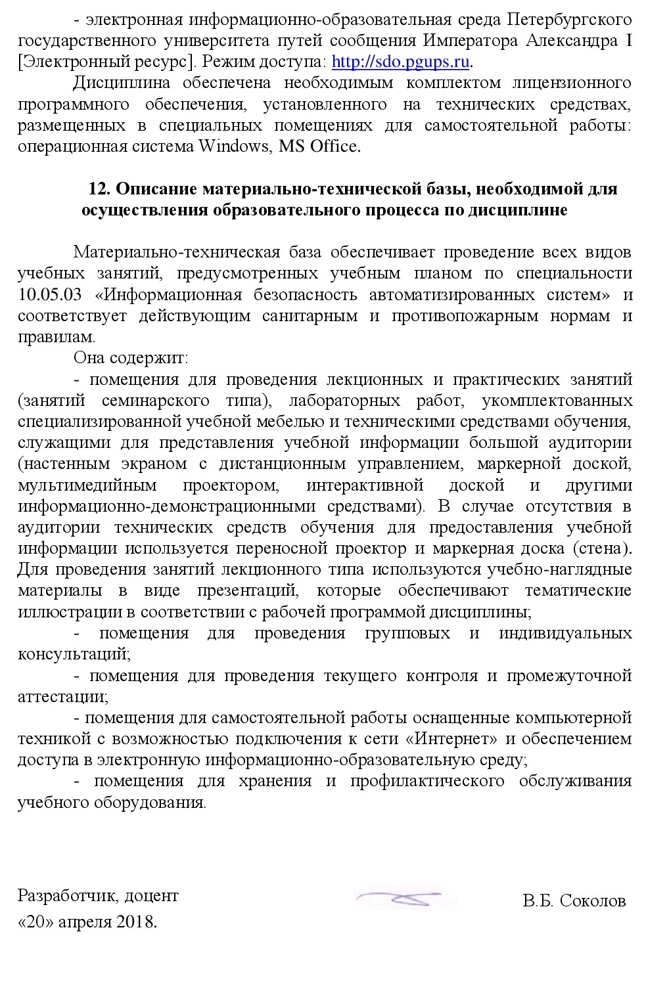 - электронная информационно-образовательная среда Петербургского
государственного университета путей сообщения Императора Александра I
[Электронный ресурс]. Режим доступа: http://sdo.pgups.ru.
Дисциплина обеспечена необходимым комплектом лицензионного
программного обеспечения, установленного на технических средствах,
размещенных в специальных помещениях для самостоятельной работы:
операционная система Windows, MS Office.
12. Описание материально-технической базы, необходимой для
осуществления образовательного процесса по дисциплине
Материально-техническая база обеспечивает проведение всех видов
учебных занятий, предусмотренных учебным планом по специальности
10.05.03 «Информационная безопасность автоматизированных систем» и
соответствует действующим санитарным и противопожарным нормам и
правилам.
Она содержит:
- помещения для проведения лекционных и практических занятий
(занятий семинарского типа), лабораторных работ, укомплектованных
специализированной учебной мебелью и техническими средствами обучения,
служащими для представления учебной информации большой аудитории
(настенным экраном с дистанционным управлением, маркерной доской,
мультимедийным проектором, интерактивной доской и другими
информационно-демонстрационными средствами). В случае отсутствия в
аудитории технических средств обучения для предоставления учебной
информации используется переносной проектор и маркерная доска (стена).
Для проведения занятий лекционного типа используются учебно-наглядные
материалы в виде презентаций, которые обеспечивают тематические
иллюстрации в соответствии с рабочей программой дисциплины;
- помещения для проведения групповых и индивидуальных
консультаций;
- помещения для проведения текущего контроля и промежуточной
аттестации;
- помещения для самостоятельной работы оснащенные компьютерной
техникой с возможностью подключения к сети «Интернет» и обеспечением
доступа в электронную информационно-образовательную среду;
- помещения для хранения и профилактического обслуживания
учебного оборудования.
Разработчик, доцент
В.Б. Соколов
«20» апреля 2018.